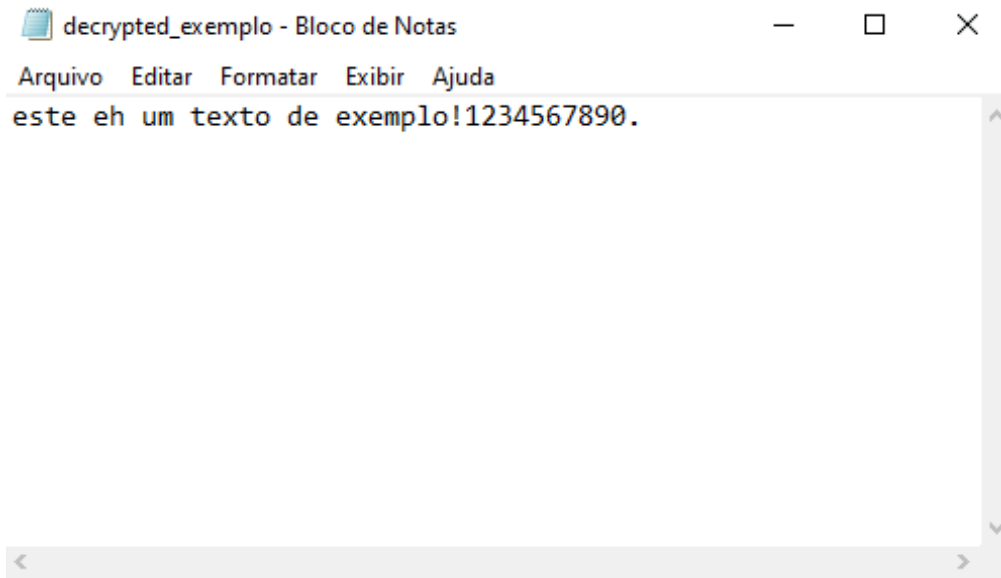 decrypted_exemplo - Bloco de Notas
Arquivo Editar Formatar Exibir Ajuda
este eh um texto de exemplo!1234567890.